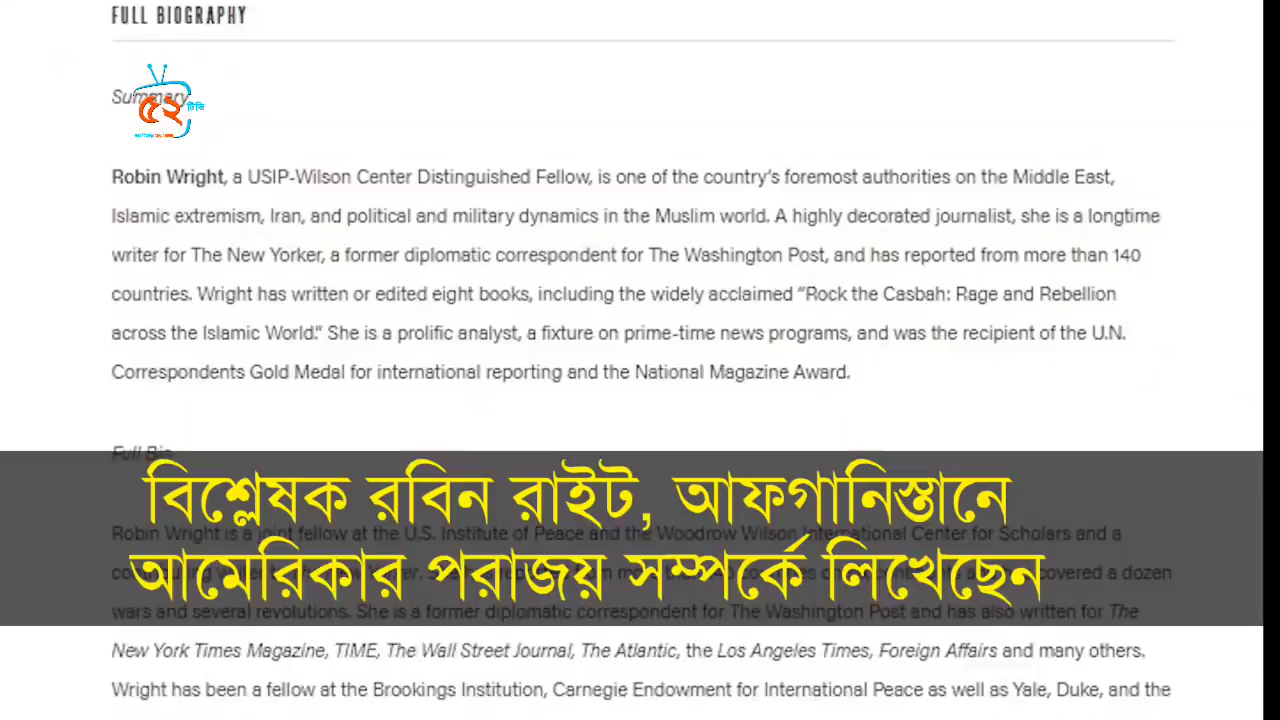 FULL BIOGRAPHY
Summary
৫২
টিভি
Robin Wright, a USIP-Wilson Center Distinguished Fellow, is one of the country's foremost authorities on the Middle East,
Islamic extremism, Iran, and political and military dynamics in the Muslim world. A highly decorated journalist, she is a longtime
writer for The New Yorker, a former diplomatic correspondent for The Washington Post, and has reported from more than 140
countries. Wright has written or edited eight books, including the widely acclaimed “Rock the Casbah: Rage and Rebellion
across the Islamic World.” She is a prolific analyst, a fixture on prime-time news programs, and was the recipient of the U.N.
Correspondents Gold Medal for international reporting and the National Magazine Award.
Full Bio
বিশ্লেষক রবিন রাইট, আফগানিস্তানে
Robin Wright is a joint fellow at the U.S. Institute of Peace and the Woodrow Wilson International Center for Scholars and a
আমেরিকার পরাজয় সম্পর্কে লিখেছেন
covered a dozen
wars and several revolutions. She is a former diplomatic correspondent for The Washington Post and has also written for The
New York Times Magazine, TIME, The Wall Street Journal, The Atlantic, the Los Angeles Times, Foreign Affairs and many others.
Wright has been a fellow at the Brookings Institution, Carnegie Endowment for International Peace as well as Yale, Duke, and the